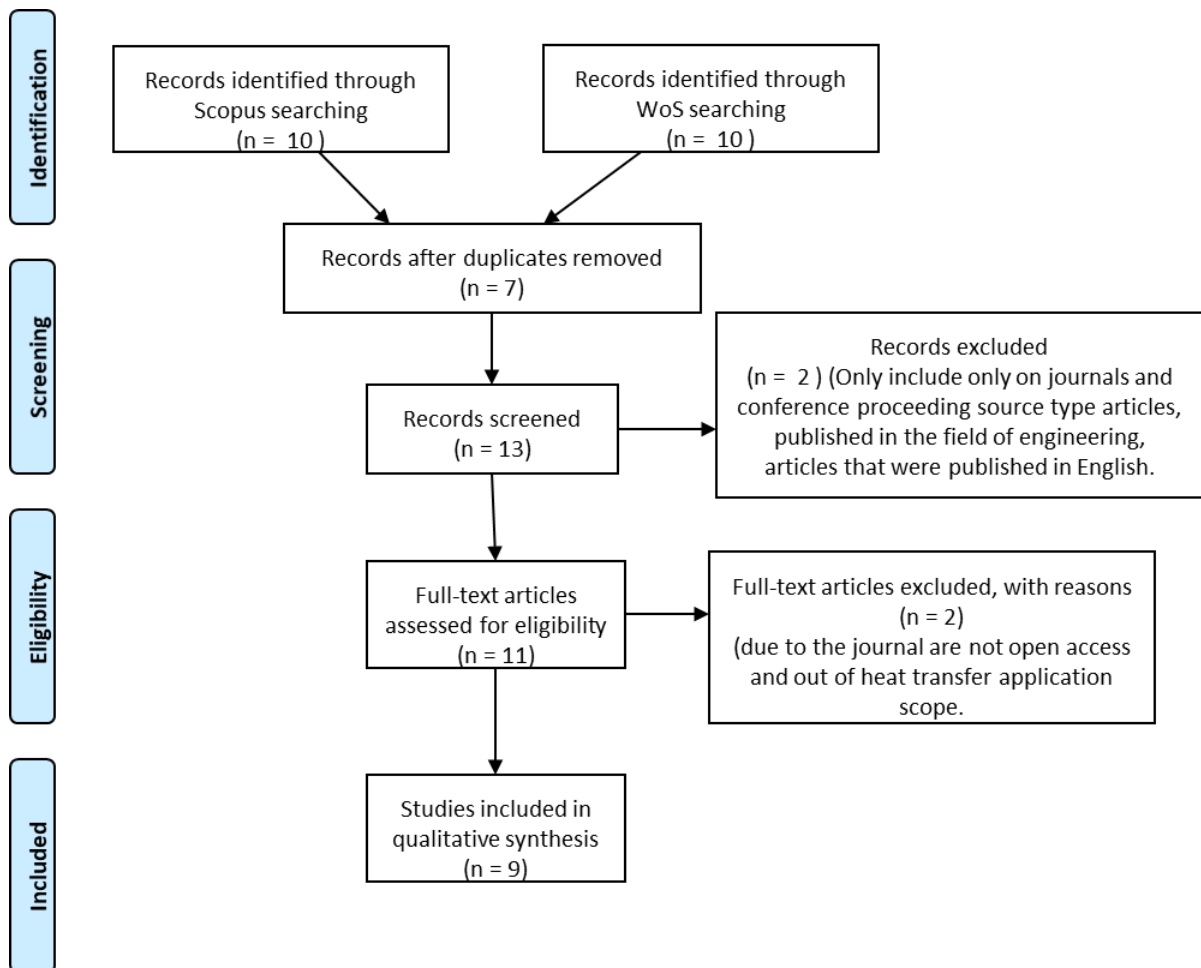 Identification
Records identified through
Scopus searching
(n =  10 )
Records identified through
WoS searching
(n =  10 )
Records after duplicates removed
(n = 7)
Screening
Records screened
(n = 13)
Records excluded
(n =  2 ) (Only include only on journals and
conference proceeding source type articles,
published in the field of engineering,
articles that were published in English.
Eligibility
Full-text articles
assessed for eligibility
(n = 11)
Full-text articles excluded, with reasons
(n = 2)
(due to the journal are not open access
and out of heat transfer application
scope.
Included
Studies included in
qualitative synthesis
(n = 9)